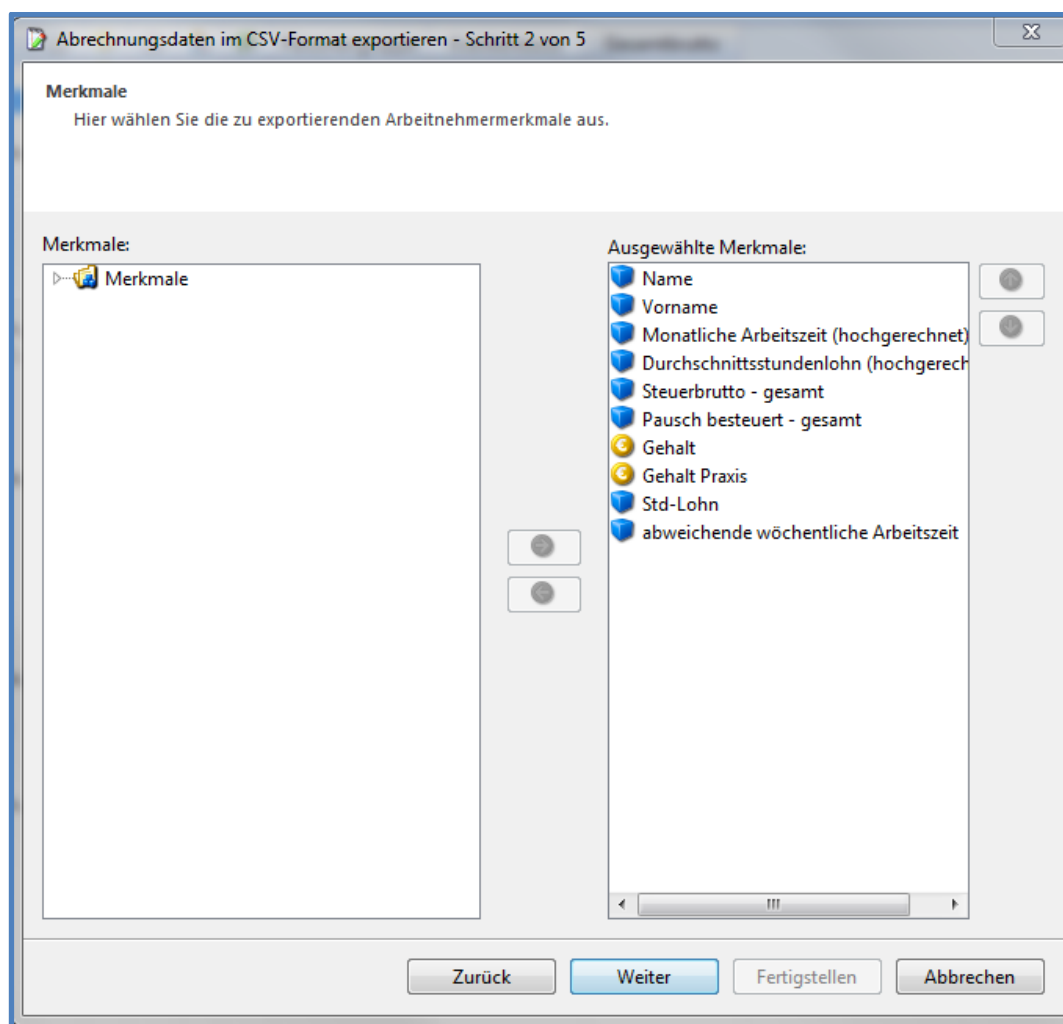 Abrechnungsdaten im CSV-Format exportieren - Schritt 2 von 5
Merkmale
Hier wählen Sie die zu exportierenden Arbeitnehmermerkmale aus.
Merkmale:
Merkmale
Ausgewählte Merkmale:
Name
Vorname
Monatliche Arbeitszeit (hochgerechnet)
Durchschnittsstundenlohn (hochgerech
Steuerbrutto - gesamt
Pausch besteuert - gesamt
Gehalt
Gehalt Praxis
Std-Lohn
abweichende wöchentliche Arbeitszeit
Zurück
Weiter
Fertigstellen
Abbrechen